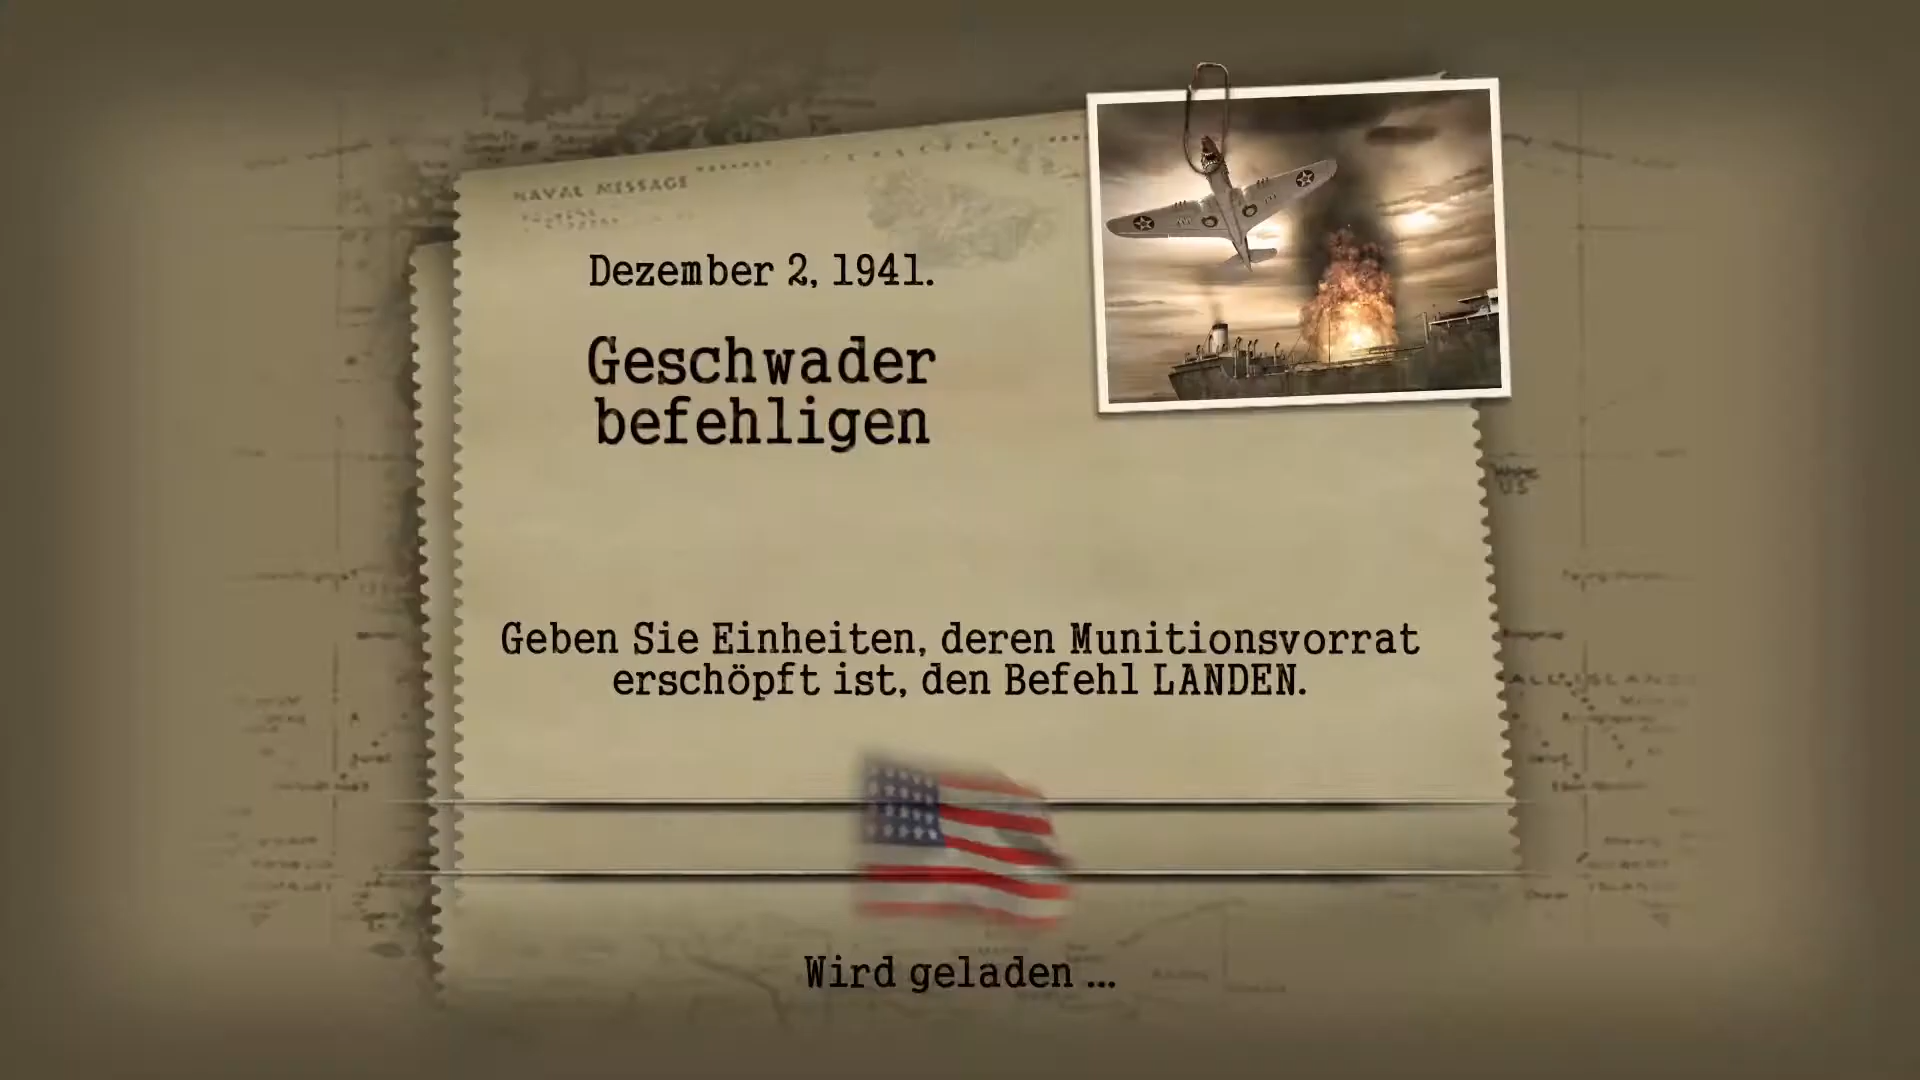 NAVAL MESSAGE
Dezember 2, 1941.
Geschwader
befehligen
Geben Sie Einheiten, deren Munitionsvorrat
erschöpft ist, den Befehl LANDEN.
Wird geladen ...